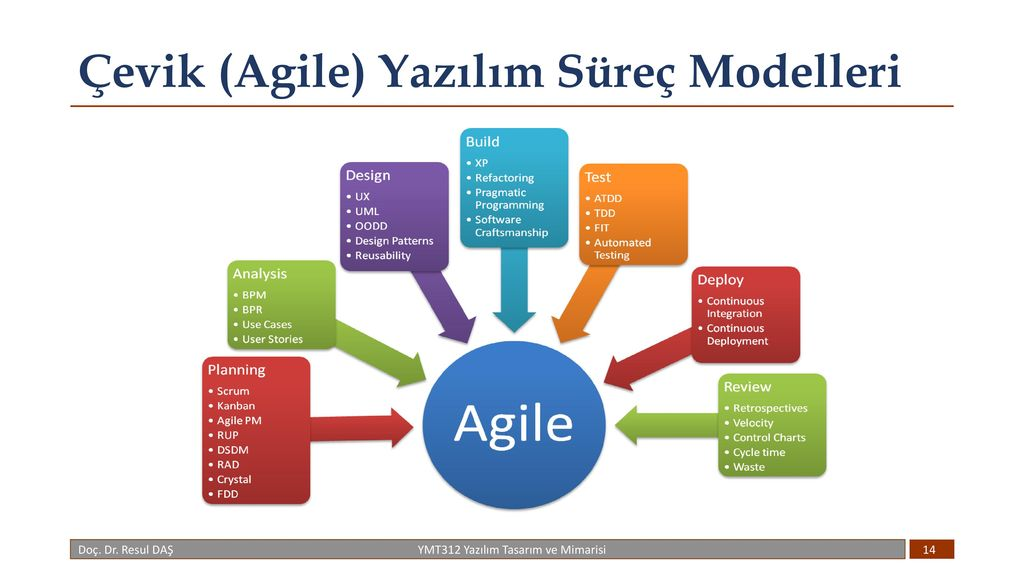 Çevik (Agile) Yazılım Süreç Modelleri
Planning
• Scrum
• Kanban
• Agile PM
• RUP
• DSDM
• RAD
• Crystal
• FDD
Analysis
• BPM
• BPR
• Use Cases
• User Stories
Design
• UX
• UML
• OODD
• Design Patterns
• Reusability
Build
• XP
• Refactoring
• Pragmatic
Programming
• Software
Craftsmanship
Test
• ATDD
• TDD
• FIT
• Automated
Testing
Deploy
• Continuous
Integration
• Continuous
Deployment
Review
• Retrospectives
• Velocity
• Control Charts
• Cycle time
• Waste
Agile
Doç. Dr. Resul DAŞ
YMT312 Yazılım Tasarım ve Mimarisi
14